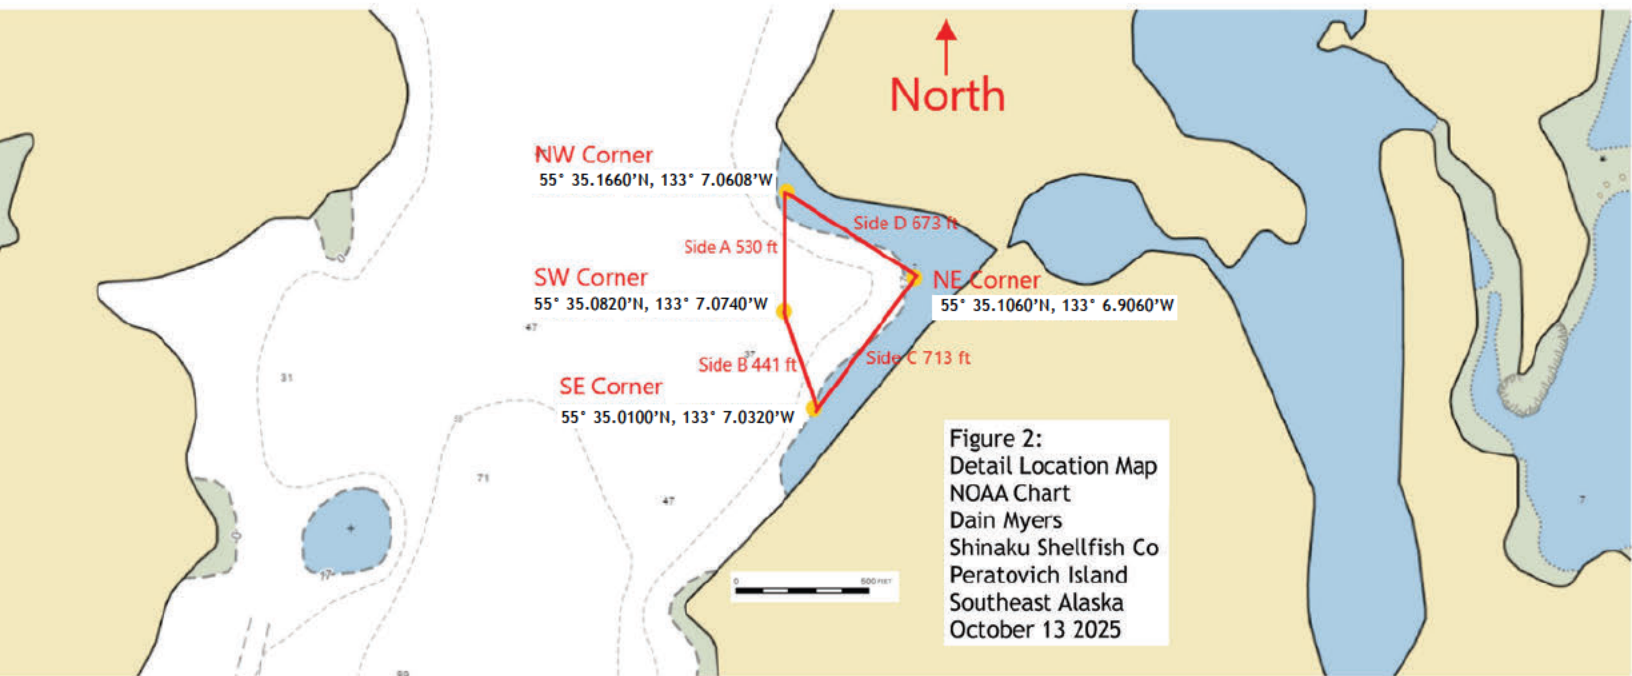 North
NW Corner
55° 35.1660’N, 133° 7.0608’W
Side D 673 ft
Side A 530 ft
SW Corner
55° 35.0820’N, 133° 7.0740’W
NE Corner
55° 35.1060’N, 133° 6.9060’W
47
37
Side B 441 ft
Side C 713 ft
31
SE Corner
55° 35.0100’N, 133° 7.0320’W
71
47
7
Figure 2:
Detail Location Map
NOAA Chart
Dain Myers
Shinaku Shellfish Co
Peratovich Island
Southeast Alaska
October 13 2025
0 500 FEET